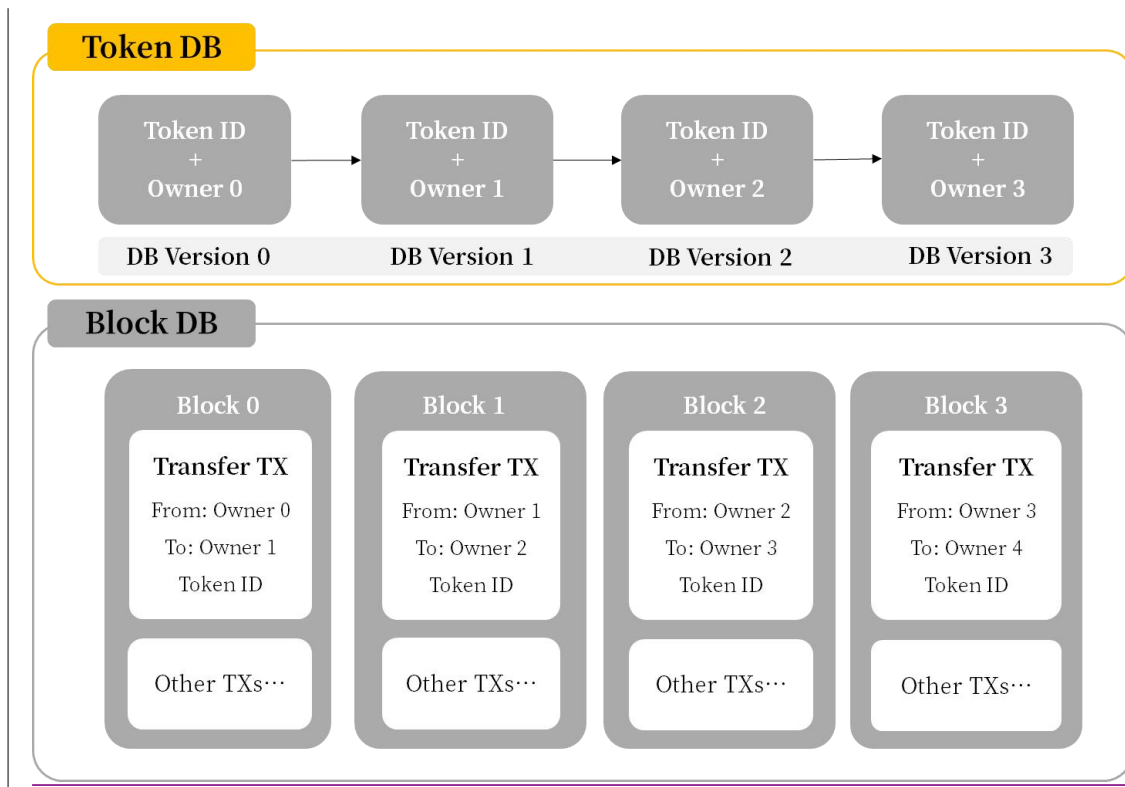 Token DB
Token ID
+
Owner 0
Token ID
+
Owner 1
Token ID
+
Owner 2
Token ID
+
Owner 3
DB Version 0
DB Version 1
DB Version 2
DB Version 3
Block DB
Block 0
Transfer TX
From: Owner 0
To: Owner 1
Token ID
Other TXs…
Block 1
Transfer TX
From: Owner 1
To: Owner 2
Token ID
Other TXs…
Block 2
Transfer TX
From: Owner 2
To: Owner 3
Token ID
Other TXs…
Block 3
Transfer TX
From: Owner 3
To: Owner 4
Token ID
Other TXs…